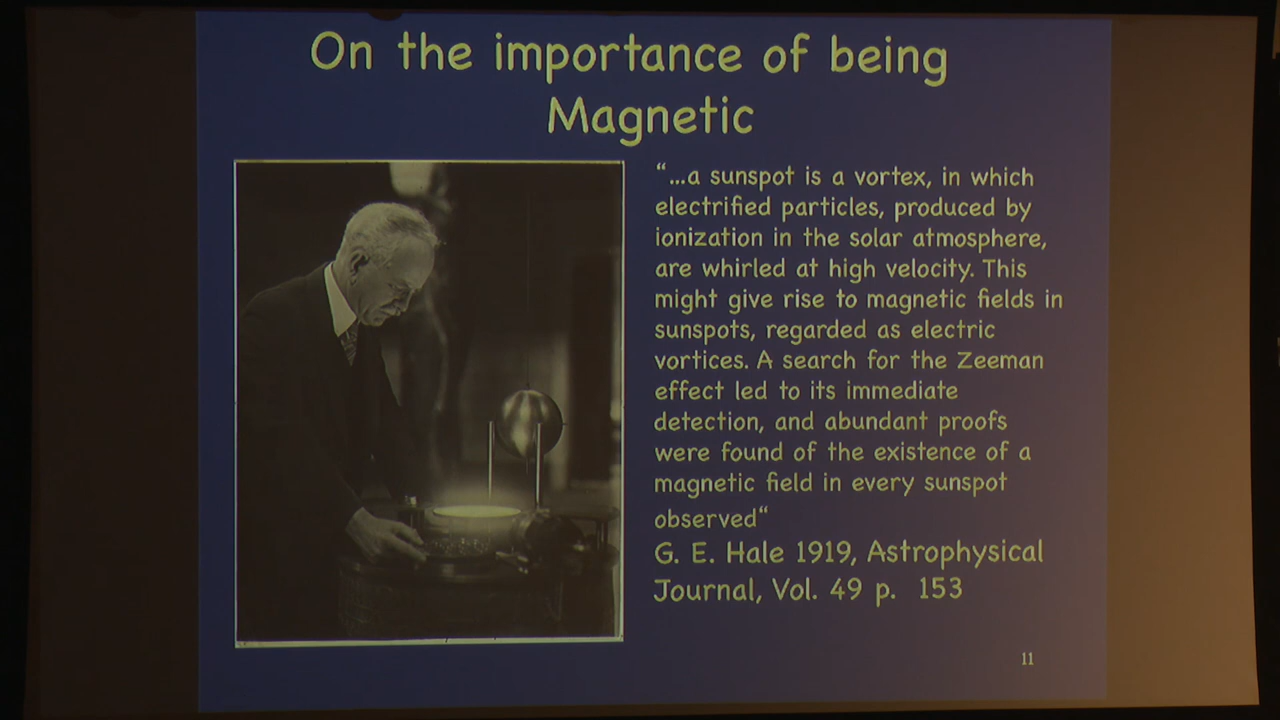 On the importance of being
Magnetic
“...a sunspot is a vortex, in which
electrified particles, produced by
ionization in the solar atmosphere,
are whirled at high velocity. This
might give rise to magnetic fields in
sunspots, regarded as electric
vortices. A search for the Zeeman
effect led to its immediate
detection, and abundant proofs
were found of the existence of a
magnetic field in every sunspot
observed“
G. E. Hale 1919, Astrophysical
Journal, Vol. 49 p. 153
11